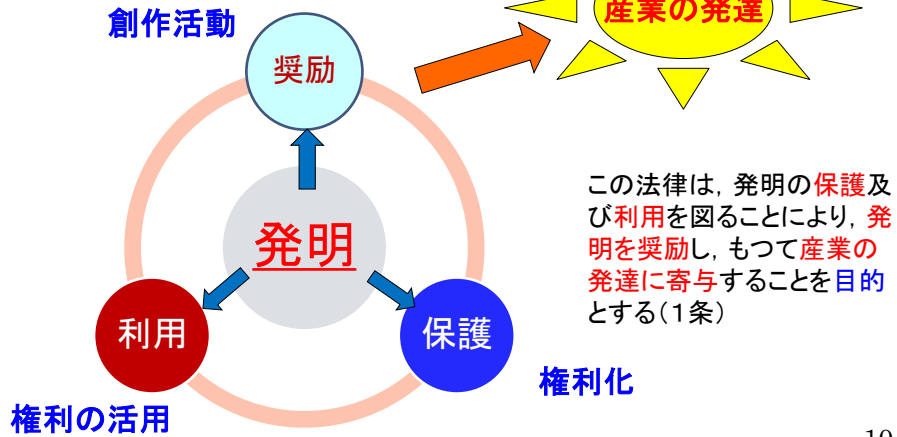 創作活動
産業の発達
奨励
発明
利用
保護
権利化
権利の活用
この法律は，発明の保護及
び利用を図ることにより，発
明を奨励し，もつて産業の
発達に寄与することを目的
とする（１条）